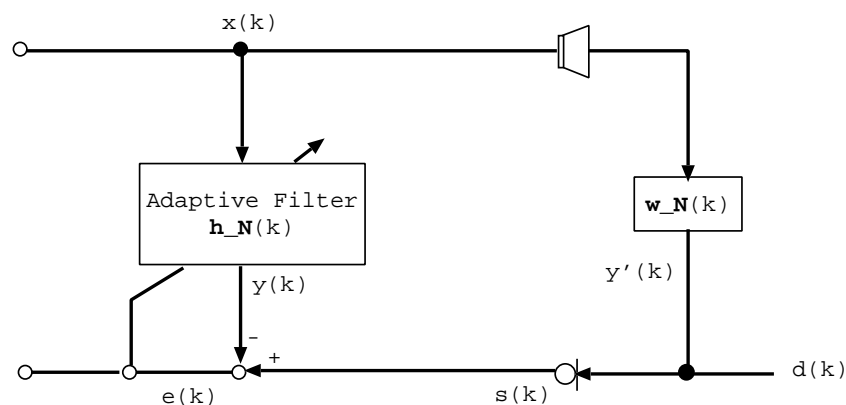 x(k)
Adaptive Filter
h_N(k)
w_N(k)
y(k)
y’(k)
-
+
d(k)
e(k)
s(k)